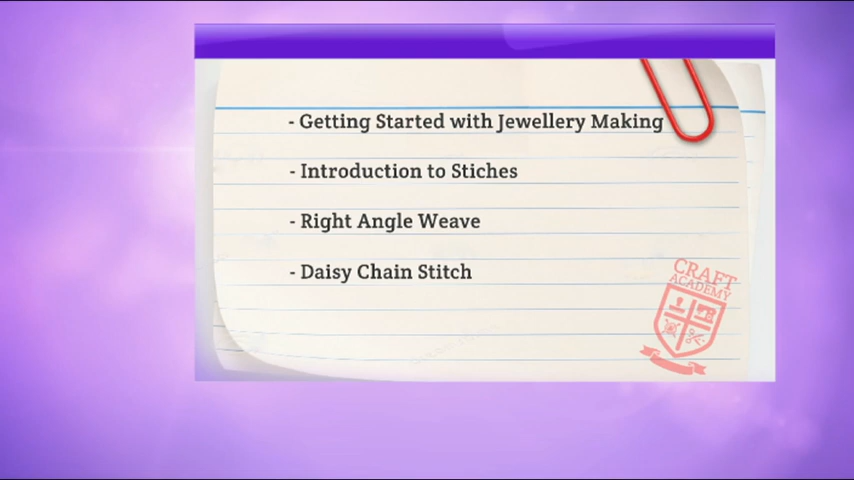 - Getting Started with Jewellery Making
- Introduction to Stiches
- Right Angle Weave
- Daisy Chain Stitch
CRAFT
ACADEMY